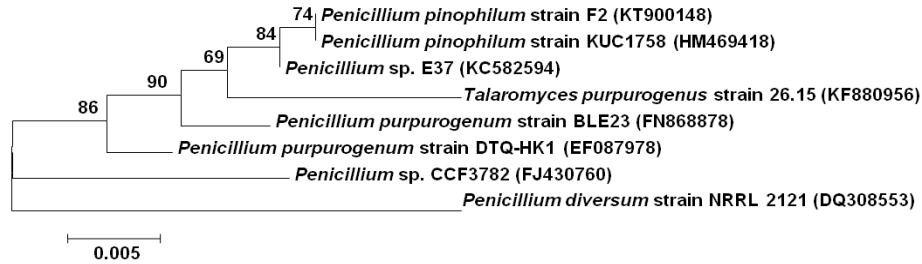 74
Penicillium pinophilum strain F2 (KT900148)
84
Penicillium pinophilum strain KUC1758 (HM469418)
69
Penicillium sp. E37 (KC582594)
90
Talaromyces purpurogenus strain 26.15 (KF880956)
86
Penicillium purpurogenum strain BLE23 (FN868878)
Penicillium purpurogenum strain DTQ-HK1 (EF087978)
Penicillium sp. CCF3782 (FJ430760)
Penicillium diversum strain NRRL 2121 (DQ308553)
0.005